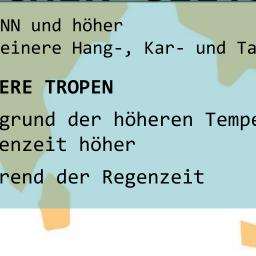 NN und höher
einere Hang-, Kar- und Ta
ERE TROPEN
grund der höheren Tempe
enzeit höher
rend der Regenzeit